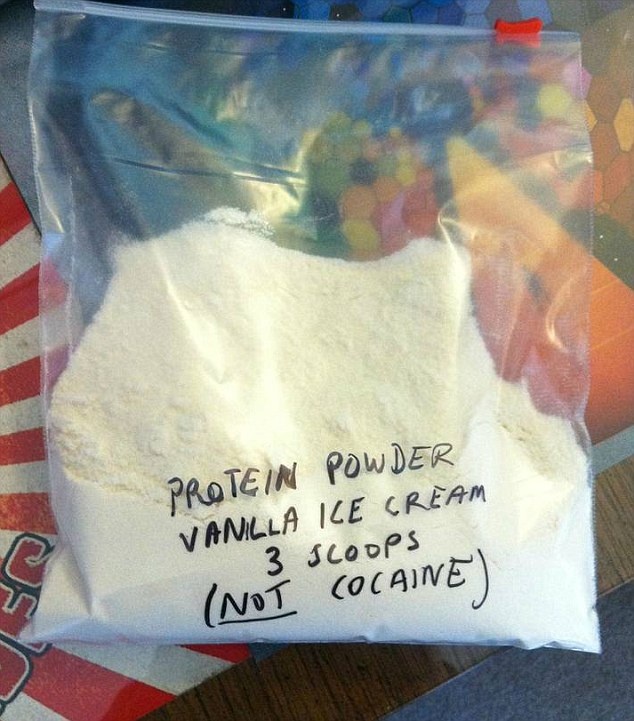 PROTEIN POWDER
VANILLA ICE CREAM
3 SCOOPS
(NOT COCAINE)